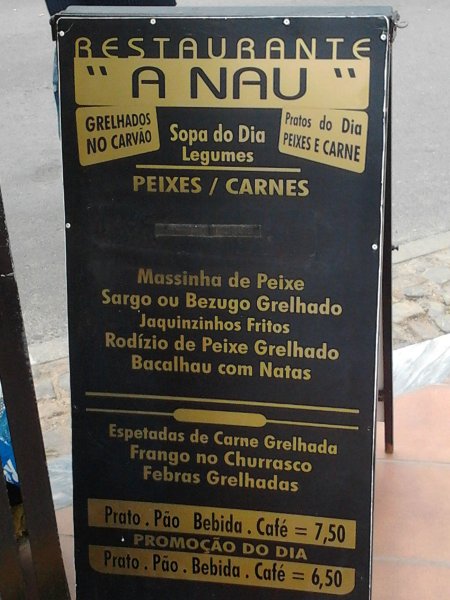 RESTAURANTE
" A NAU "
GRELHADOS
NO CARVÃO
Sopa do Dia
Legumes
Pratos do Dia
PEIXES E CARNE
PEIXES / CARNES
Massinha de Peixe
Sargo ou Bezugo Grelhado
Jaquinzinhos Fritos
Rodízio de Peixe Grelhado
Bacalhau com Natas
Espetadas de Carne Grelhada
Frango no Churrasco
Febras Grelhadas
Prato . Pão Bebida . Café = 7,50
PROMOÇÃO DO DIA
Prato . Pão . Bebida . Café = 6,50